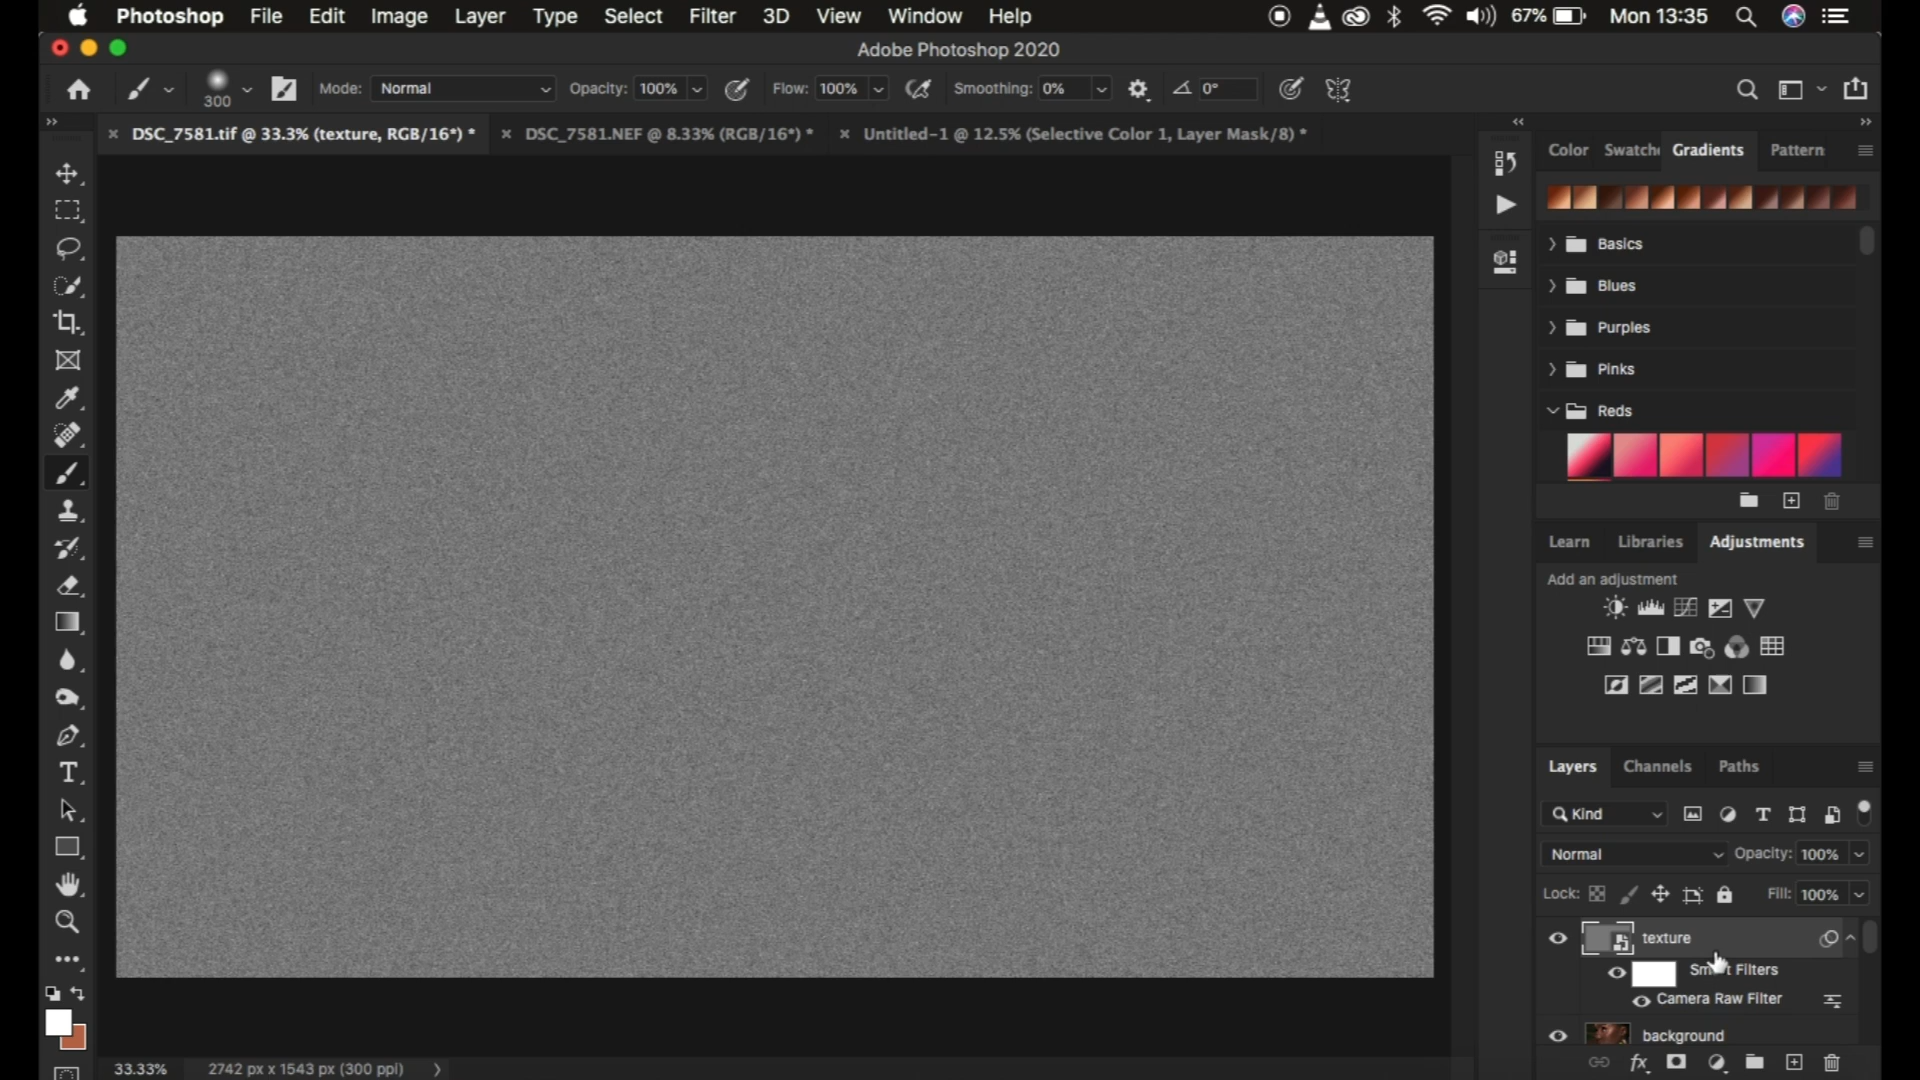 Photoshop File Edit Image Layer Type Select Filter 3D View Window Help 67% Mon 13:35
Adobe Photoshop 2020
300 Mode: Normal Opacity: 100% Flow: 100% Smoothing: 0% 0°
DSC_7581.tif @ 33.3% (texture, RGB/16*) * DSC_7581.NEF @ 8.33% (RGB/16*) * Untitled-1 @ 12.5% (Selective Color 1, Layer Mask/8) *
Color Swatche Gradients Pattern
Basics
Blues
Purples
Pinks
Reds
Learn Libraries Adjustments
Add an adjustment
Layers Channels Paths
Kind
Normal Opacity: 100%
Lock: Fill: 100%
texture
Smart Filters
Camera Raw Filter
background
33.33% 2742 px x 1543 px (300 ppi)